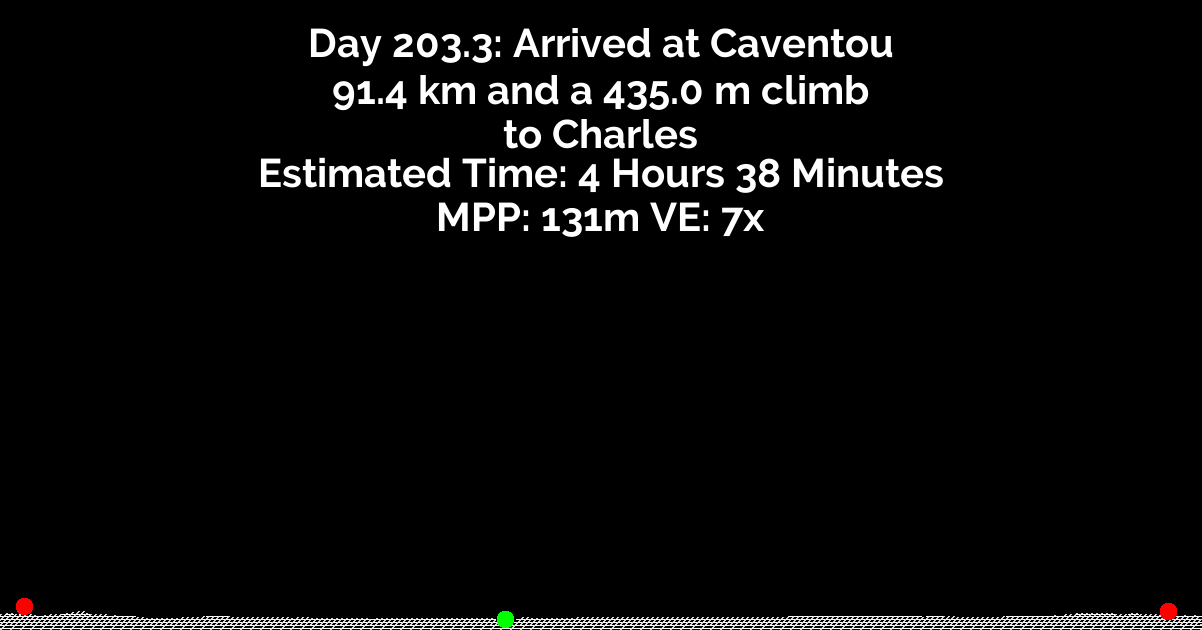 Day 203.3: Arrived at Caventou
91.4 km and a 435.0 m climb
to Charles
Estimated Time: 4 Hours 38 Minutes
MPP: 131m VE: 7x